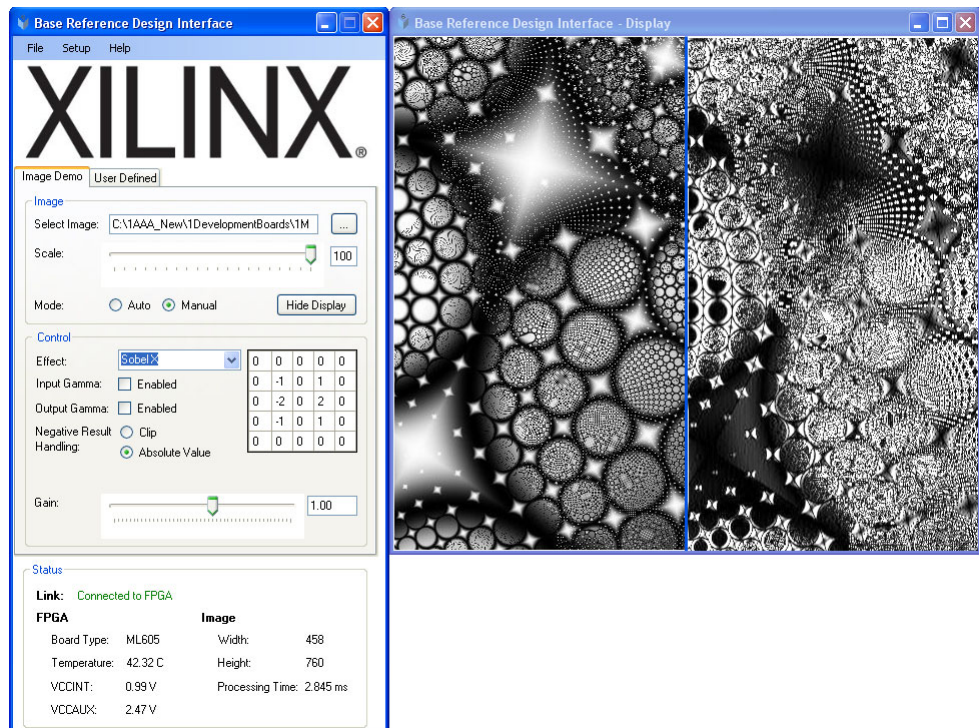 Base Reference Design Interface
File Setup Help
XILINX®
Image Demo User Defined
Image
Select Image: C:\1AAA_New\1DevelopmentBoards\1M ...
Scale: 100
Mode: Auto Manual Hide Display
Control
Effect: Sobel X
Input Gamma: Enabled
Output Gamma: Enabled
Negative Result Handling: Clip
Absolute Value
0 0 0 0 0
0 -1 0 1 0
0 -2 0 2 0
0 -1 0 1 0
0 0 0 0 0
Gain: 1.00
Status
Link: Connected to FPGA
FPGA Image
Board Type: ML605 Width: 458
Temperature: 42.32 C Height: 760
VCCINT: 0.99 V Processing Time: 2.845 ms
VCCAUX: 2.47 V
Base Reference Design Interface - Display